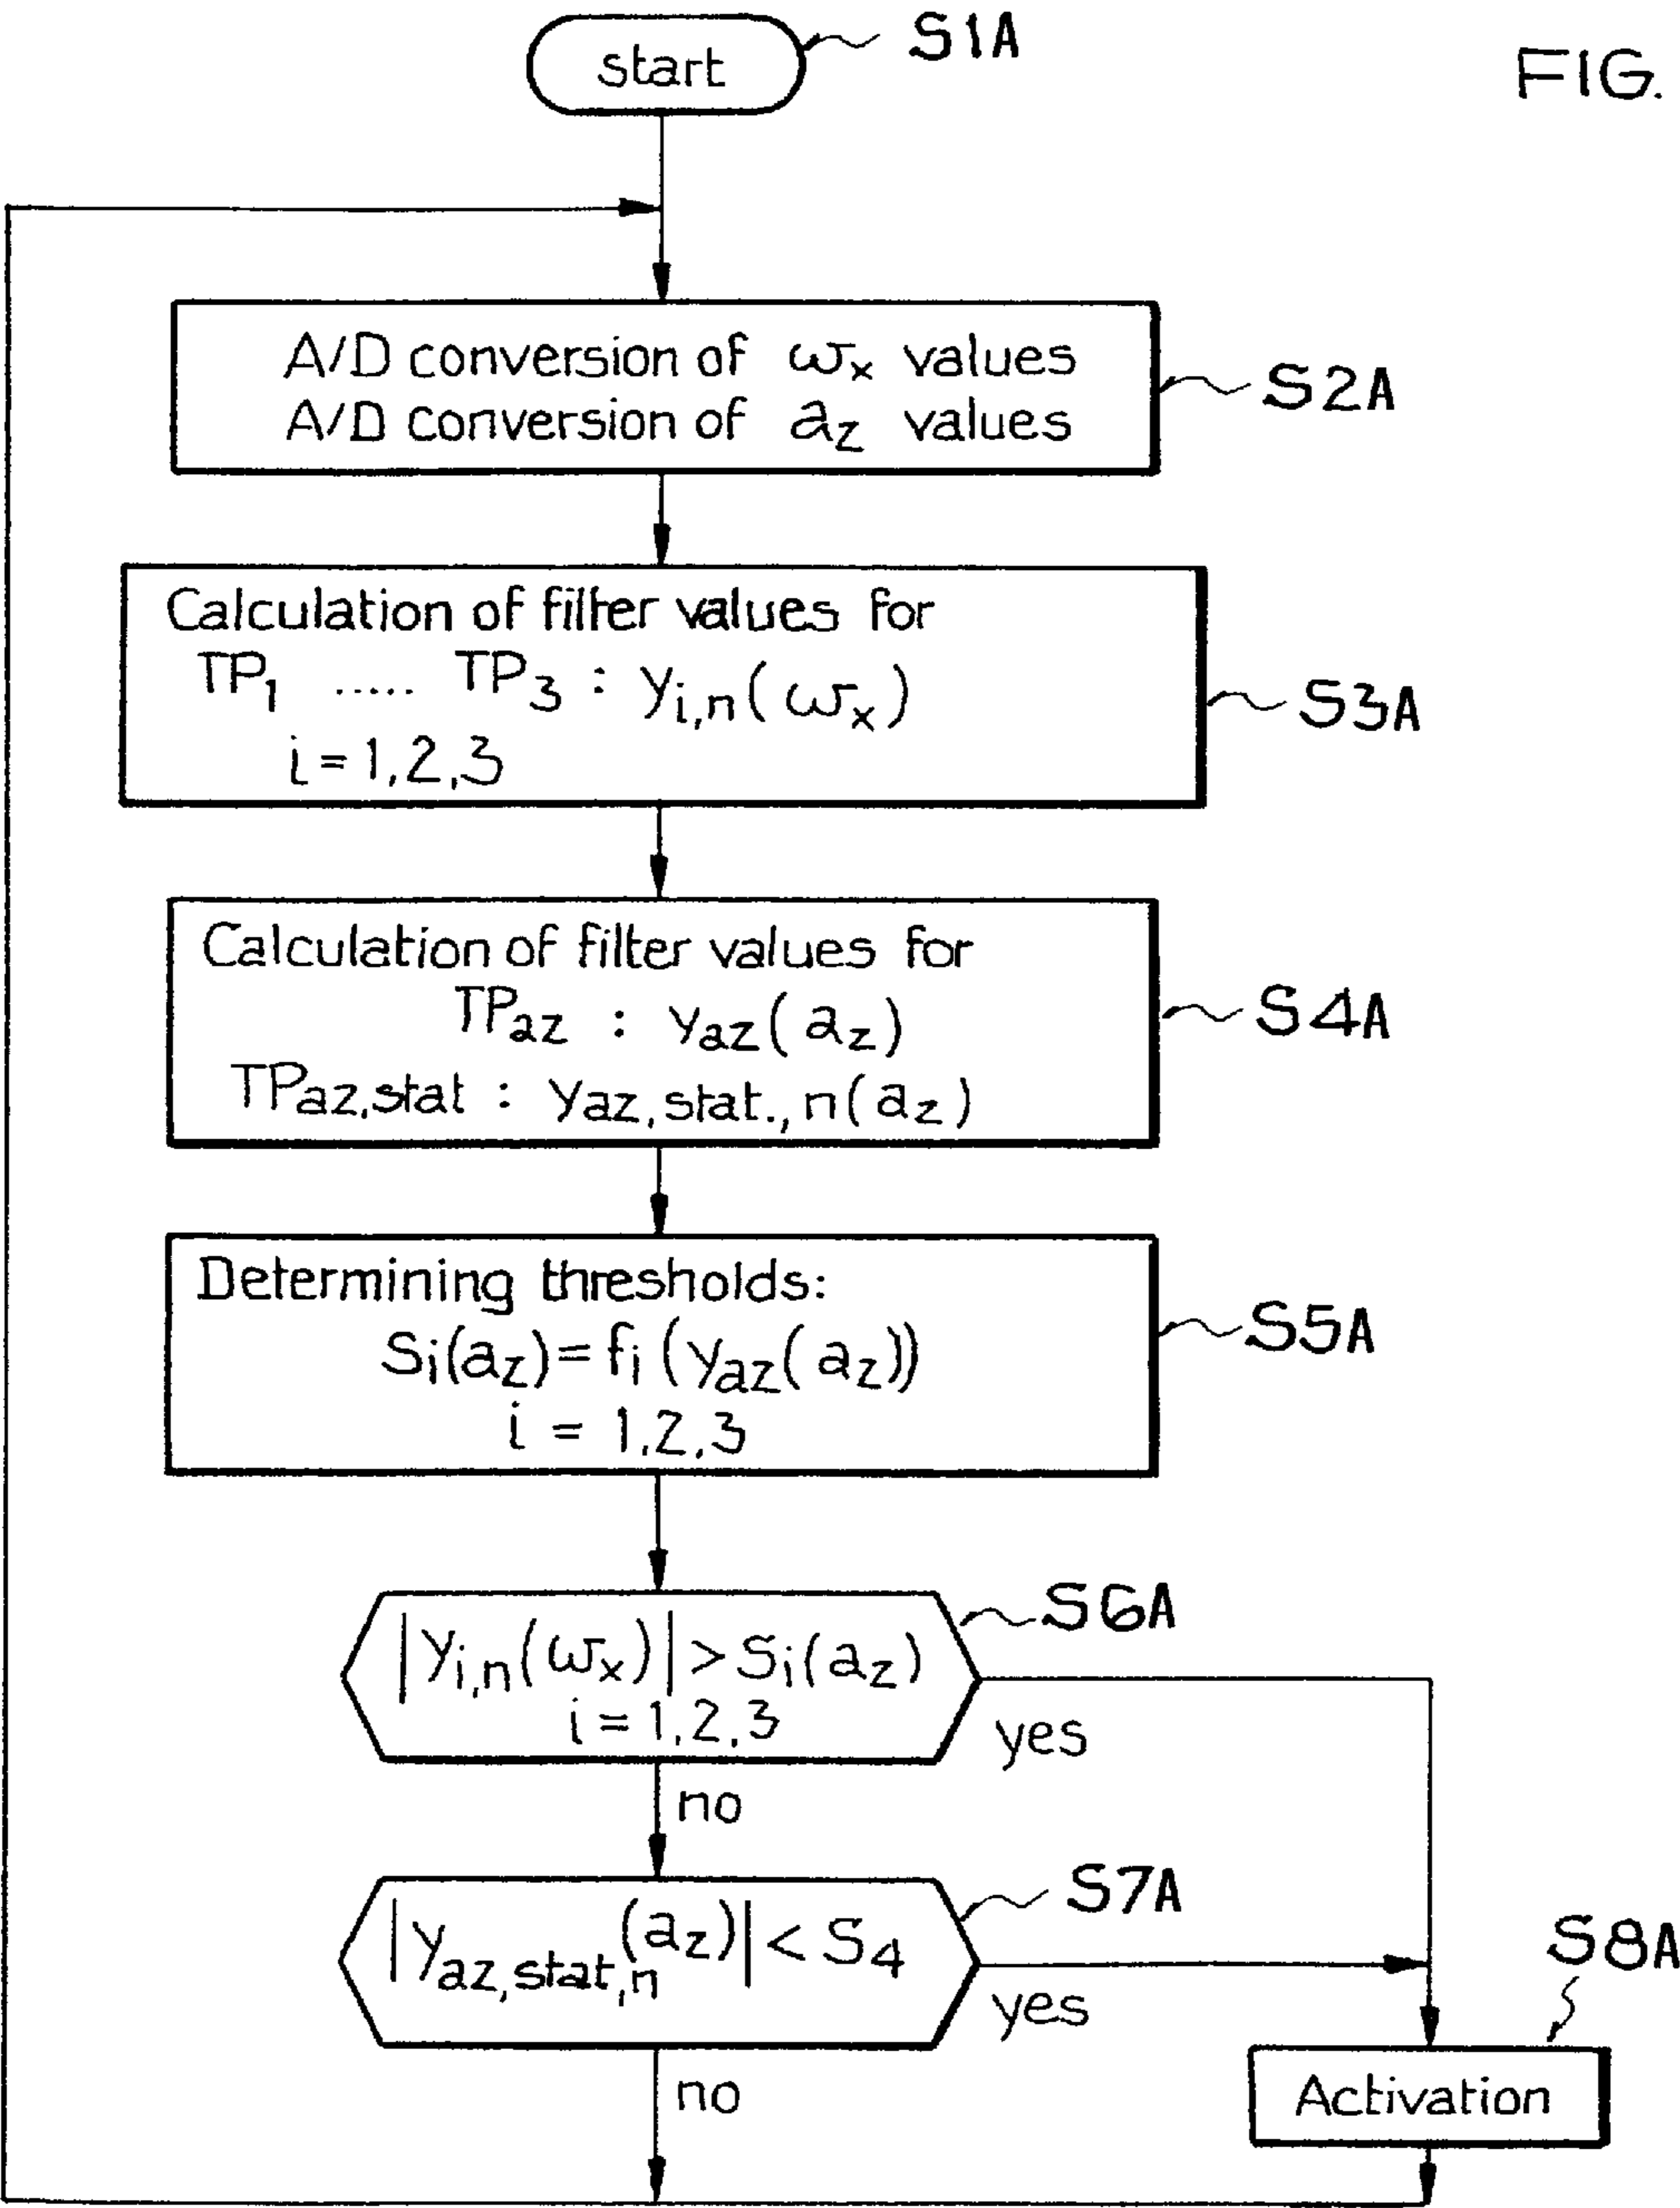 start
S1A
FIG.
A/D conversion of ωx values
A/D conversion of az values
S2A
Calculation of filter values for
TP1 ..... TP3 : yi,n(ωx)
i = 1,2,3
S3A
Calculation of filter values for
TPaz : yaz(az)
TPaz,stat : yaz,stat.,n(az)
S4A
Determining thresholds:
Si(az) = fi(yaz(az))
i = 1,2,3
S5A
|yi,n(ωx)| > Si(az)
i = 1,2,3
S6A
yes
no
|yaz,stat,n(az)| < S4
S7A
yes
no
S8A
Activation